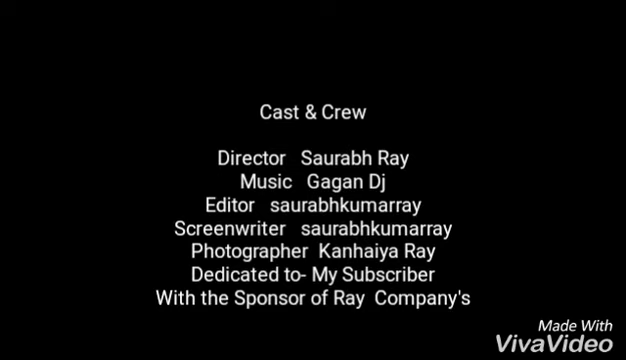 Cast & Crew
Director Saurabh Ray
Music Gagan Dj
Editor saurabhkumarray
Screenwriter saurabhkumarray
Photographer Kanhaiya Ray
Dedicated to- My Subscriber
With the Sponsor of Ray Company's
Made With
VivaVideo